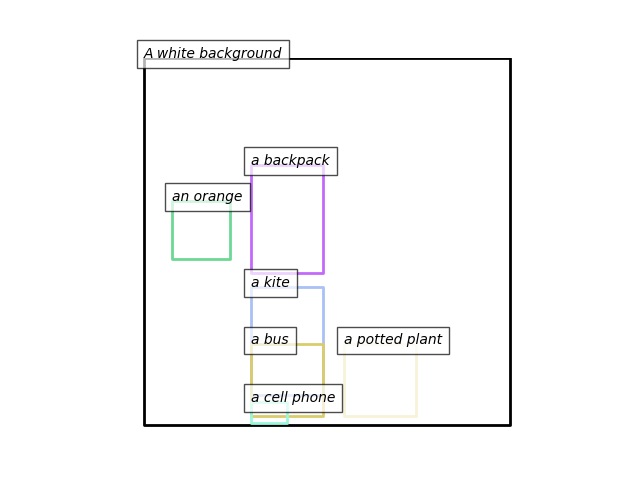 A white background
a backpack
an orange
a kite
a bus
a potted plant
a cell phone